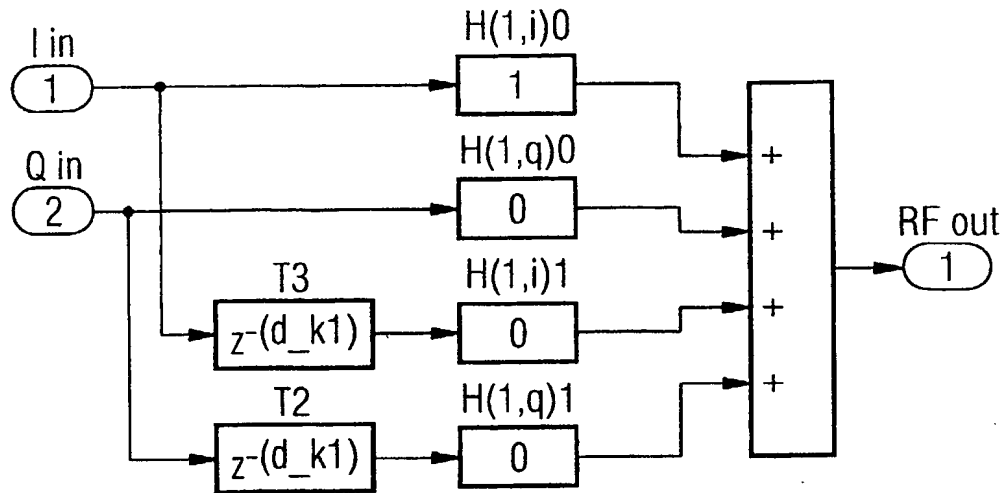 I in
1
H(1,i)0
1
Q in
2
H(1,q)0
0
T3
z-(d_k1)
H(1,i)1
0
T2
z-(d_k1)
H(1,q)1
0
+
+
+
+
RF out
1